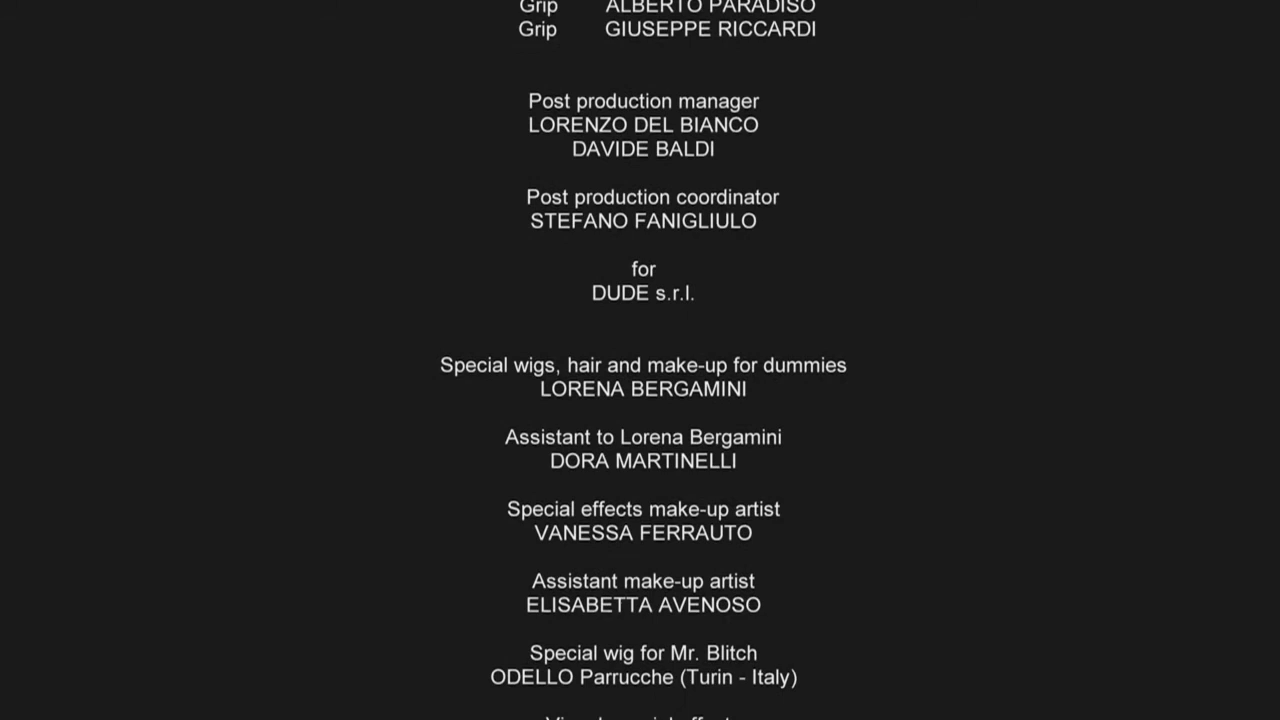 Grip ALBERTO PARADISO
Grip GIUSEPPE RICCARDI
Post production manager
LORENZO DEL BIANCO
DAVIDE BALDI
Post production coordinator
STEFANO FANIGLIULO
for
DUDE s.r.l.
Special wigs, hair and make-up for dummies
LORENA BERGAMINI
Assistant to Lorena Bergamini
DORA MARTINELLI
Special effects make-up artist
VANESSA FERRAUTO
Assistant make-up artist
ELISABETTA AVENOSO
Special wig for Mr. Blitch
ODELLO Parrucche (Turin - Italy)